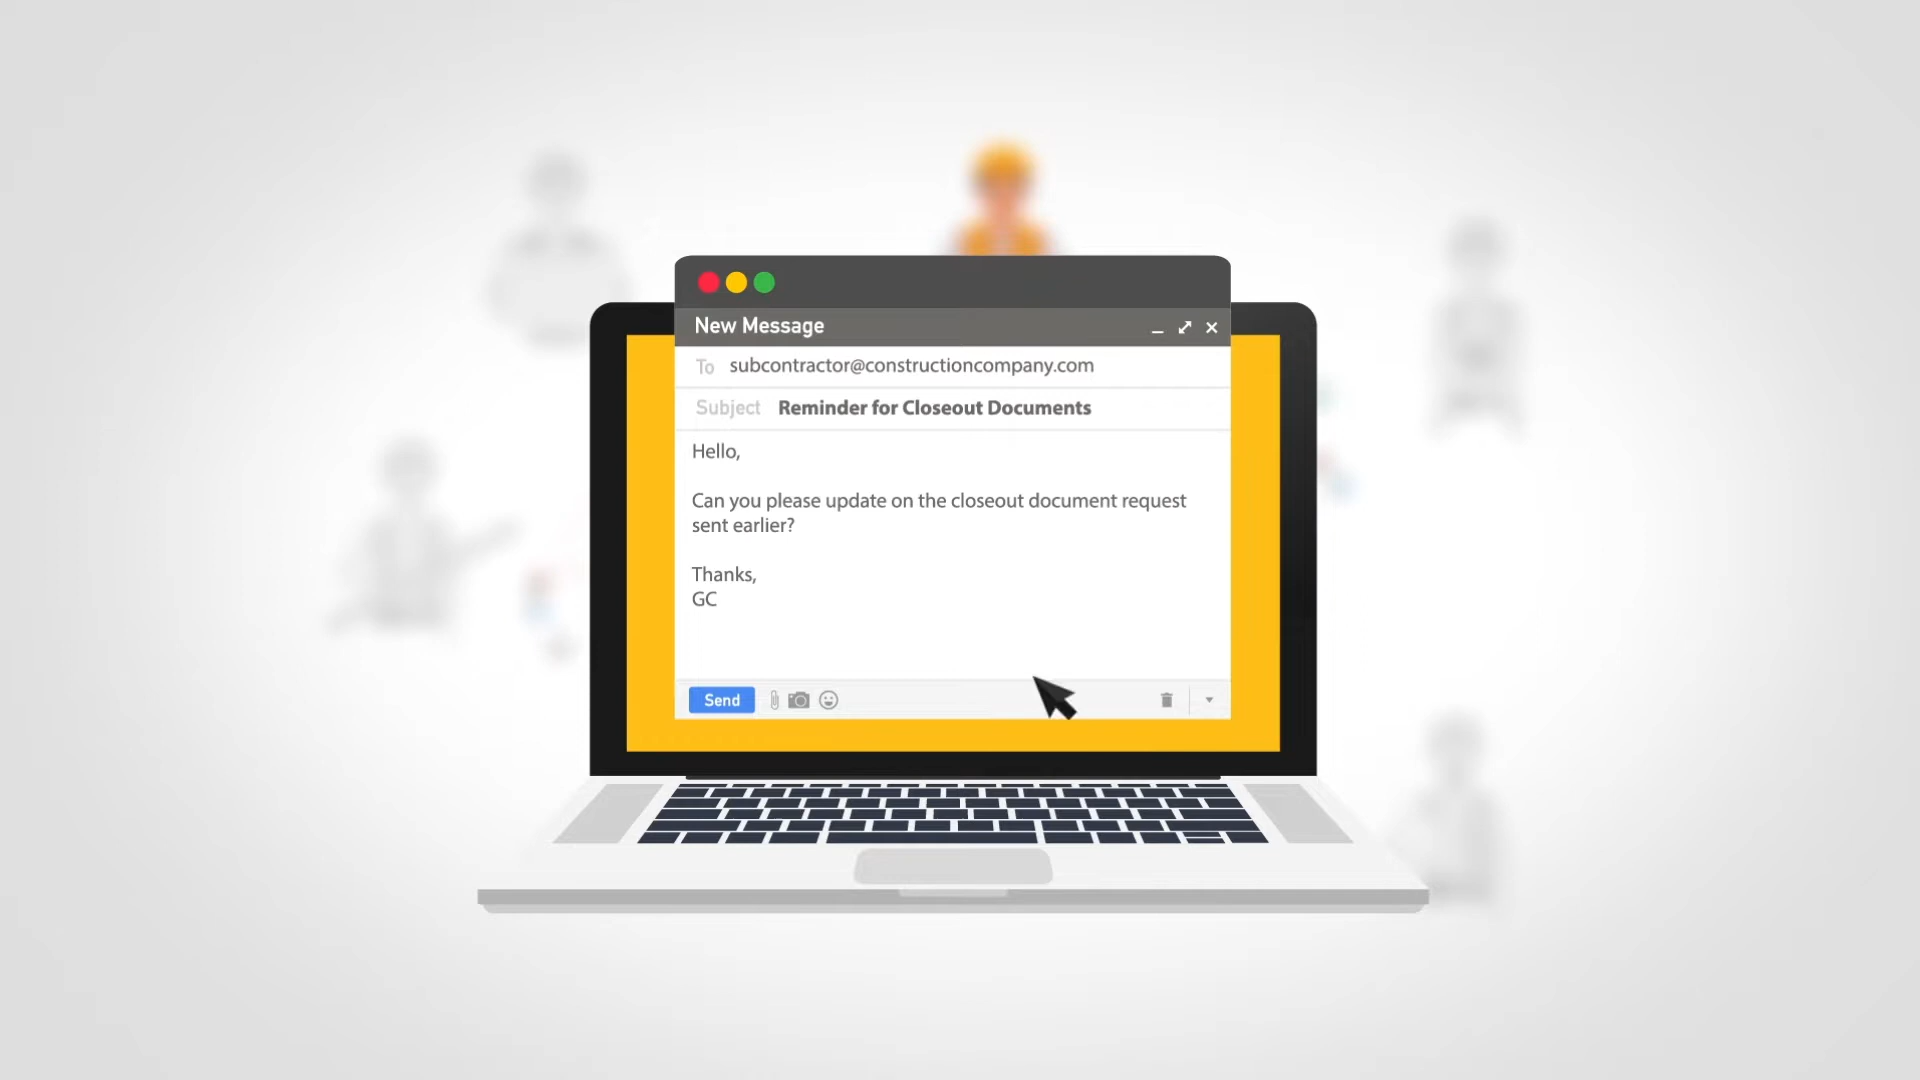 New Message
To subcontractor@constructioncompany.com
Subject Reminder for Closeout Documents
Hello,
Can you please update on the closeout document request
sent earlier?
Thanks,
GC
Send